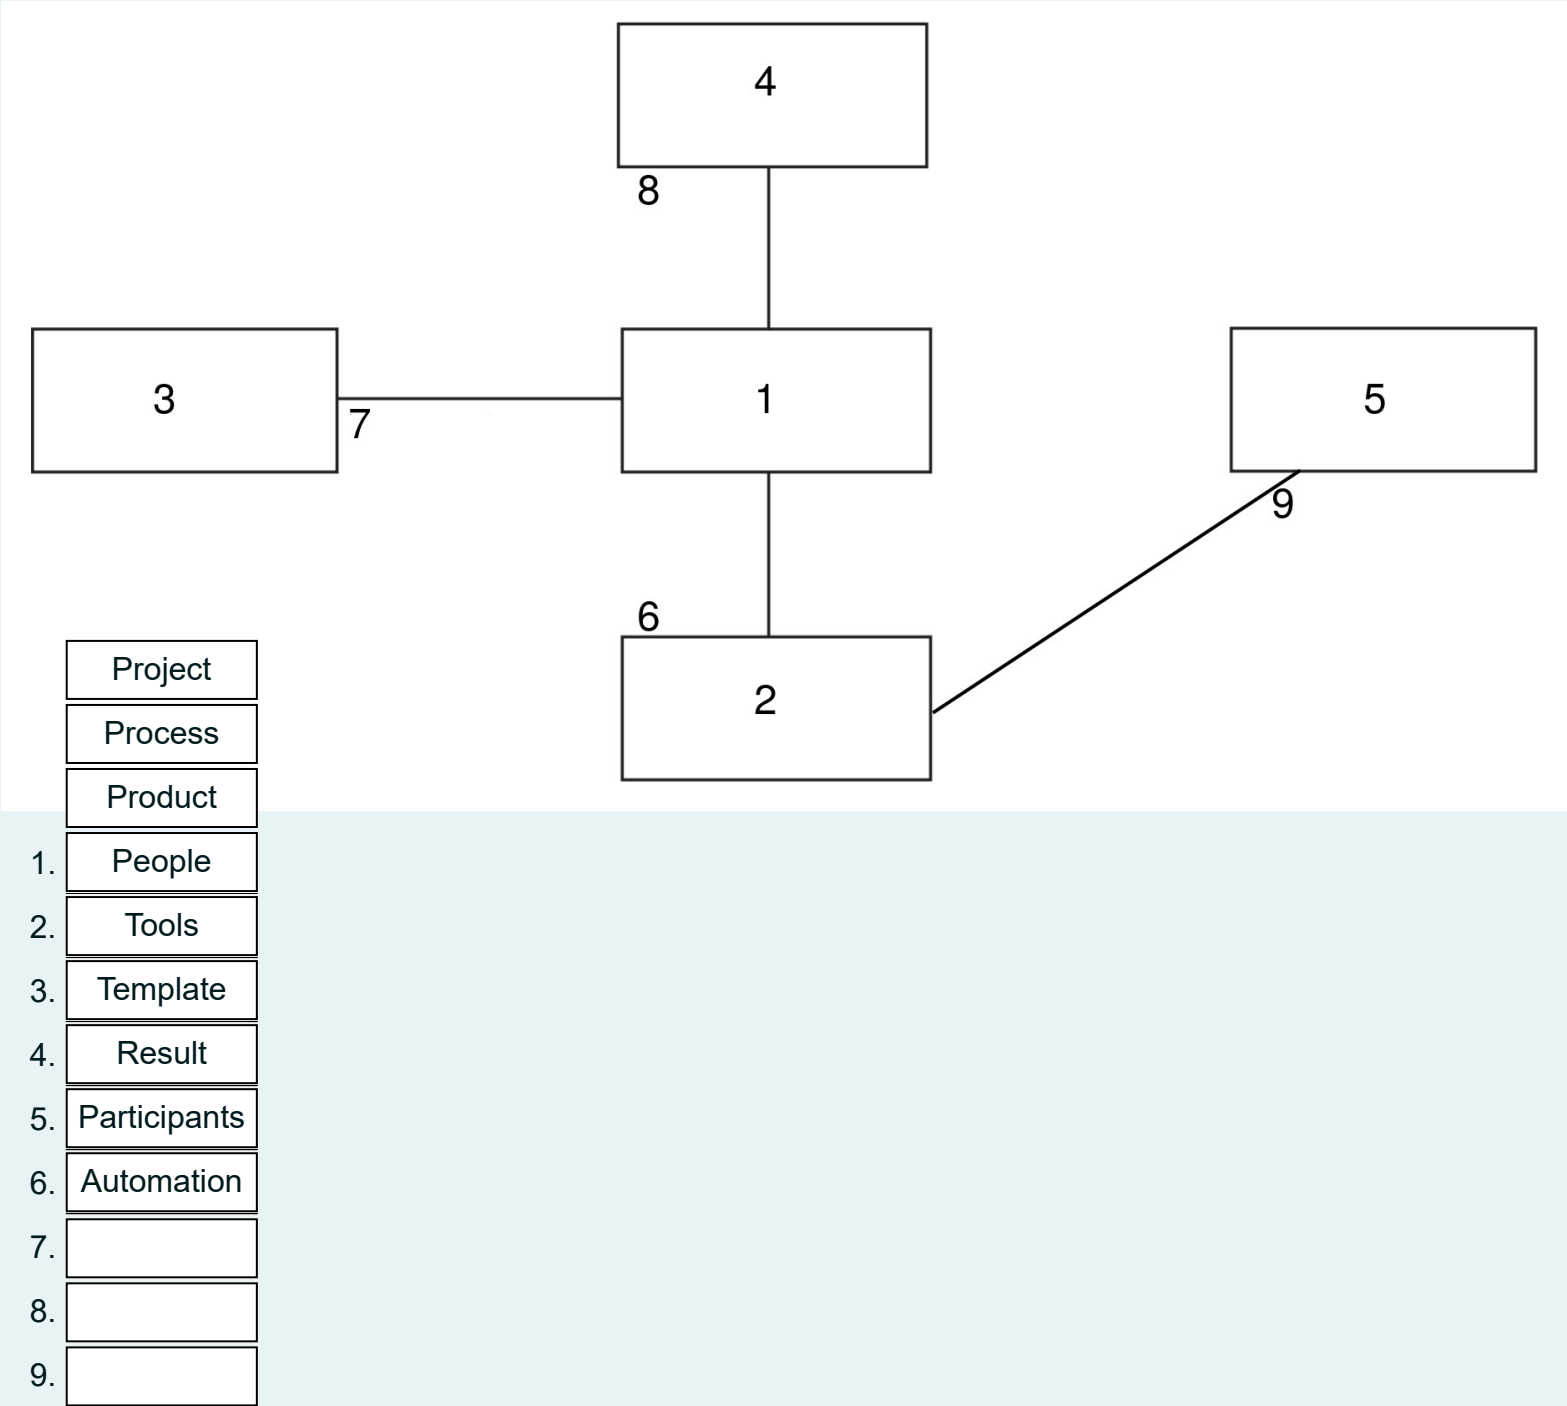 4
8
3
7
1
5
9
6
2
Project
Process
Product
1. People
2. Tools
3. Template
4. Result
5. Participants
6. Automation
7.
8.
9.